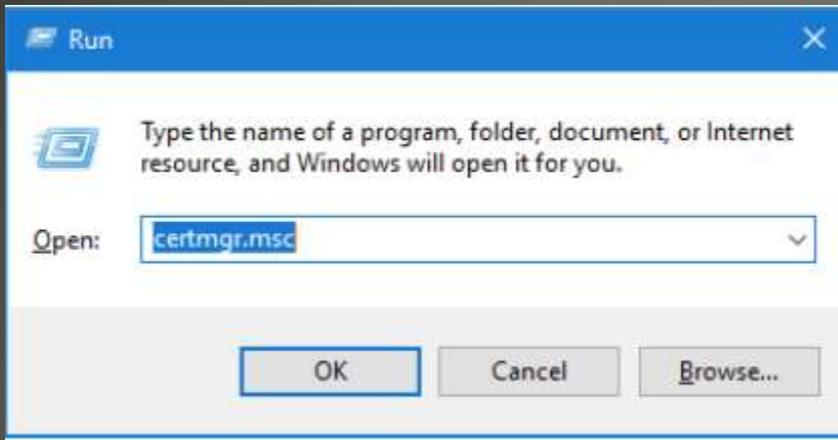 Run
Type the name of a program, folder, document, or Internet
resource, and Windows will open it for you.
Open:
certmgr.msc
OK
Cancel
Browse...